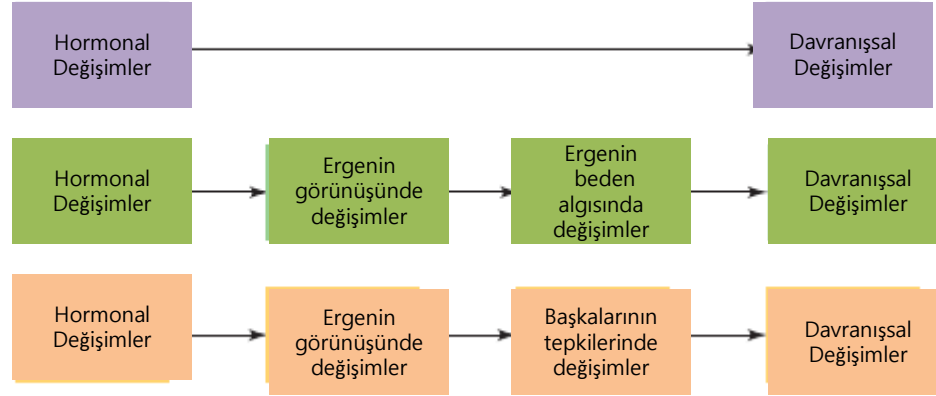 Hormonal
Değişimler
Davranışsal
Değişimler
Hormonal
Değişimler
Ergenin
görünüşünde
değişimler
Ergenin
beden
algısında
değişimler
Davranışsal
Değişimler
Hormonal
Değişimler
Ergenin
görünüşünde
değişimler
Başkalarının
tepkilerinde
değişimler
Davranışsal
Değişimler